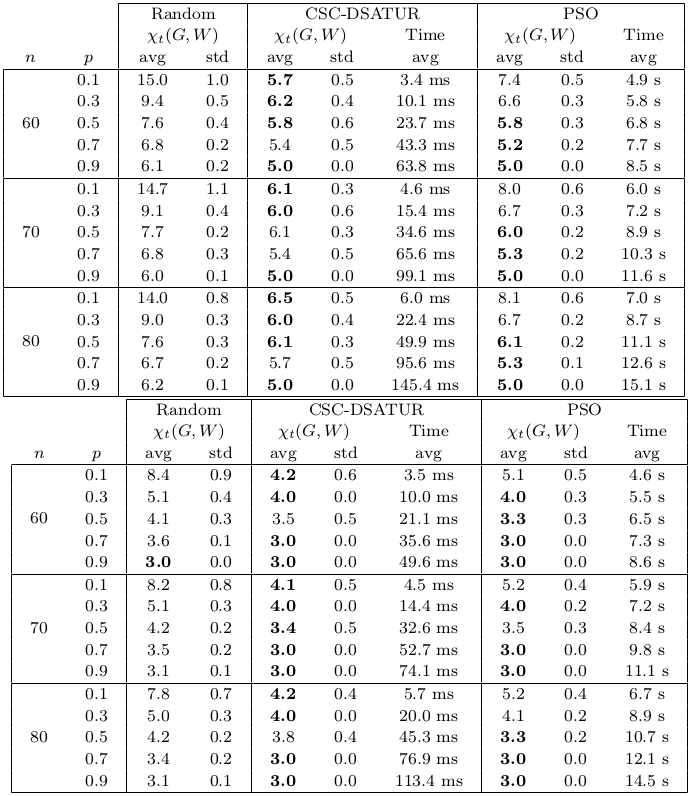 Random CSC-DSATUR PSO
χt(G, W) χt(G, W) Time χt(G, W) Time
n p avg std avg std avg avg std avg
0.1 15.0 1.0 5.7 0.5 3.4 ms 7.4 0.5 4.9 s
0.3 9.4 0.5 6.2 0.4 10.1 ms 6.6 0.3 5.8 s
60 0.5 7.6 0.4 5.8 0.6 23.7 ms 5.8 0.3 6.8 s
0.7 6.8 0.2 5.4 0.5 43.3 ms 5.2 0.2 7.7 s
0.9 6.1 0.2 5.0 0.0 63.8 ms 5.0 0.0 8.5 s
0.1 14.7 1.1 6.1 0.3 4.6 ms 8.0 0.6 6.0 s
0.3 9.1 0.4 6.0 0.6 15.4 ms 6.7 0.3 7.2 s
70 0.5 7.7 0.2 6.1 0.3 34.6 ms 6.0 0.2 8.9 s
0.7 6.8 0.3 5.4 0.5 65.6 ms 5.3 0.2 10.3 s
0.9 6.0 0.1 5.0 0.0 99.1 ms 5.0 0.0 11.6 s
0.1 14.0 0.8 6.5 0.5 6.0 ms 8.1 0.6 7.0 s
0.3 9.0 0.3 6.0 0.4 22.4 ms 6.7 0.2 8.7 s
80 0.5 7.6 0.3 6.1 0.3 49.9 ms 6.1 0.2 11.1 s
0.7 6.7 0.2 5.7 0.5 95.6 ms 5.3 0.1 12.6 s
0.9 6.2 0.1 5.0 0.0 145.4 ms 5.0 0.0 15.1 s
Random CSC-DSATUR PSO
χt(G, W) χt(G, W) Time χt(G, W) Time
n p avg std avg std avg avg std avg
0.1 8.4 0.9 4.2 0.6 3.5 ms 5.1 0.5 4.6 s
0.3 5.1 0.4 4.0 0.0 10.0 ms 4.0 0.3 5.5 s
60 0.5 4.1 0.3 3.5 0.5 21.1 ms 3.3 0.3 6.5 s
0.7 3.6 0.1 3.0 0.0 35.6 ms 3.0 0.0 7.3 s
0.9 3.0 0.0 3.0 0.0 49.6 ms 3.0 0.0 8.6 s
0.1 8.2 0.8 4.1 0.5 4.5 ms 5.2 0.4 5.9 s
0.3 5.1 0.3 4.0 0.0 14.4 ms 4.0 0.2 7.2 s
70 0.5 4.2 0.2 3.4 0.5 32.6 ms 3.5 0.3 8.4 s
0.7 3.5 0.2 3.0 0.0 52.7 ms 3.0 0.0 9.8 s
0.9 3.1 0.1 3.0 0.0 74.1 ms 3.0 0.0 11.1 s
0.1 7.8 0.7 4.2 0.4 5.7 ms 5.2 0.4 6.7 s
0.3 5.0 0.3 4.0 0.0 20.0 ms 4.1 0.2 8.9 s
80 0.5 4.2 0.2 3.8 0.4 45.3 ms 3.3 0.2 10.7 s
0.7 3.4 0.2 3.0 0.0 76.9 ms 3.0 0.0 12.1 s
0.9 3.1 0.1 3.0 0.0 113.4 ms 3.0 0.0 14.5 s